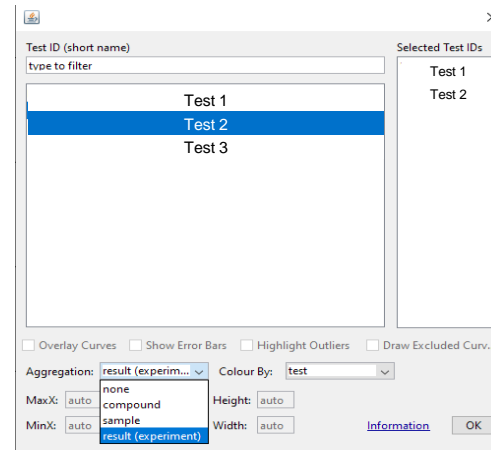 Test ID (short name)
Selected Test IDs
type to filter
Test 1
Test 2
Test 3
Test 1
Test 2
Overlay Curves Show Error Bars Highlight Outliers Draw Excluded Curv..
Aggregation: result (experim... Colour By: test
none
compound
sample
result (experiment)
MaxX: auto Height: auto
MinX: auto Width: auto Information OK